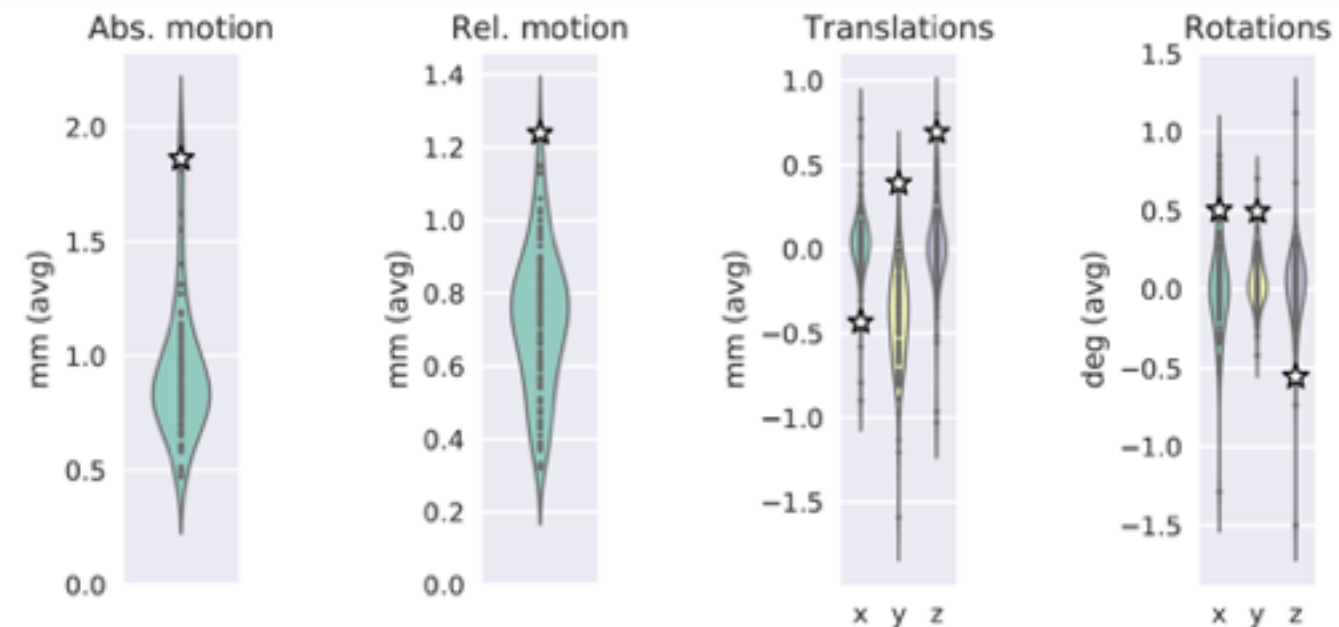 Abs. motion
mm (avg)
2.0
1.5
1.0
0.5
0.0
Rel. motion
mm (avg)
1.4
1.2
1.0
0.8
0.6
0.4
0.2
0.0
Translations
mm (avg)
1.0
0.5
0.0
−0.5
−1.0
−1.5
x y z
Rotations
deg (avg)
1.5
1.0
0.5
0.0
−0.5
−1.0
−1.5
x y z